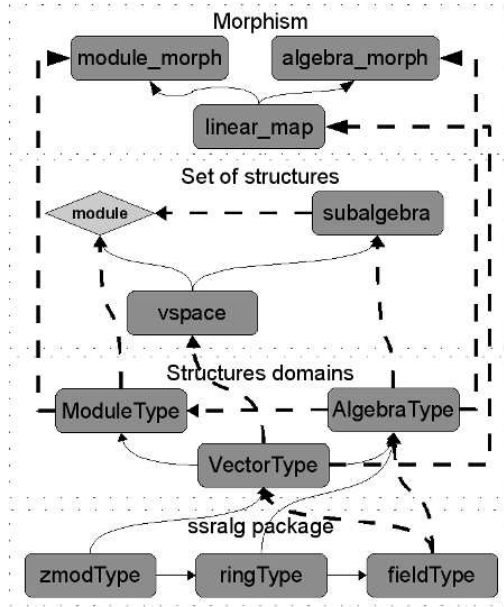 Morphism
module_morph algebra_morph
linear_map
Set of structures
module subalgebra
vspace
Structures domains
ModuleType AlgebraType
VectorType
ssralg package
zmodType ringType fieldType